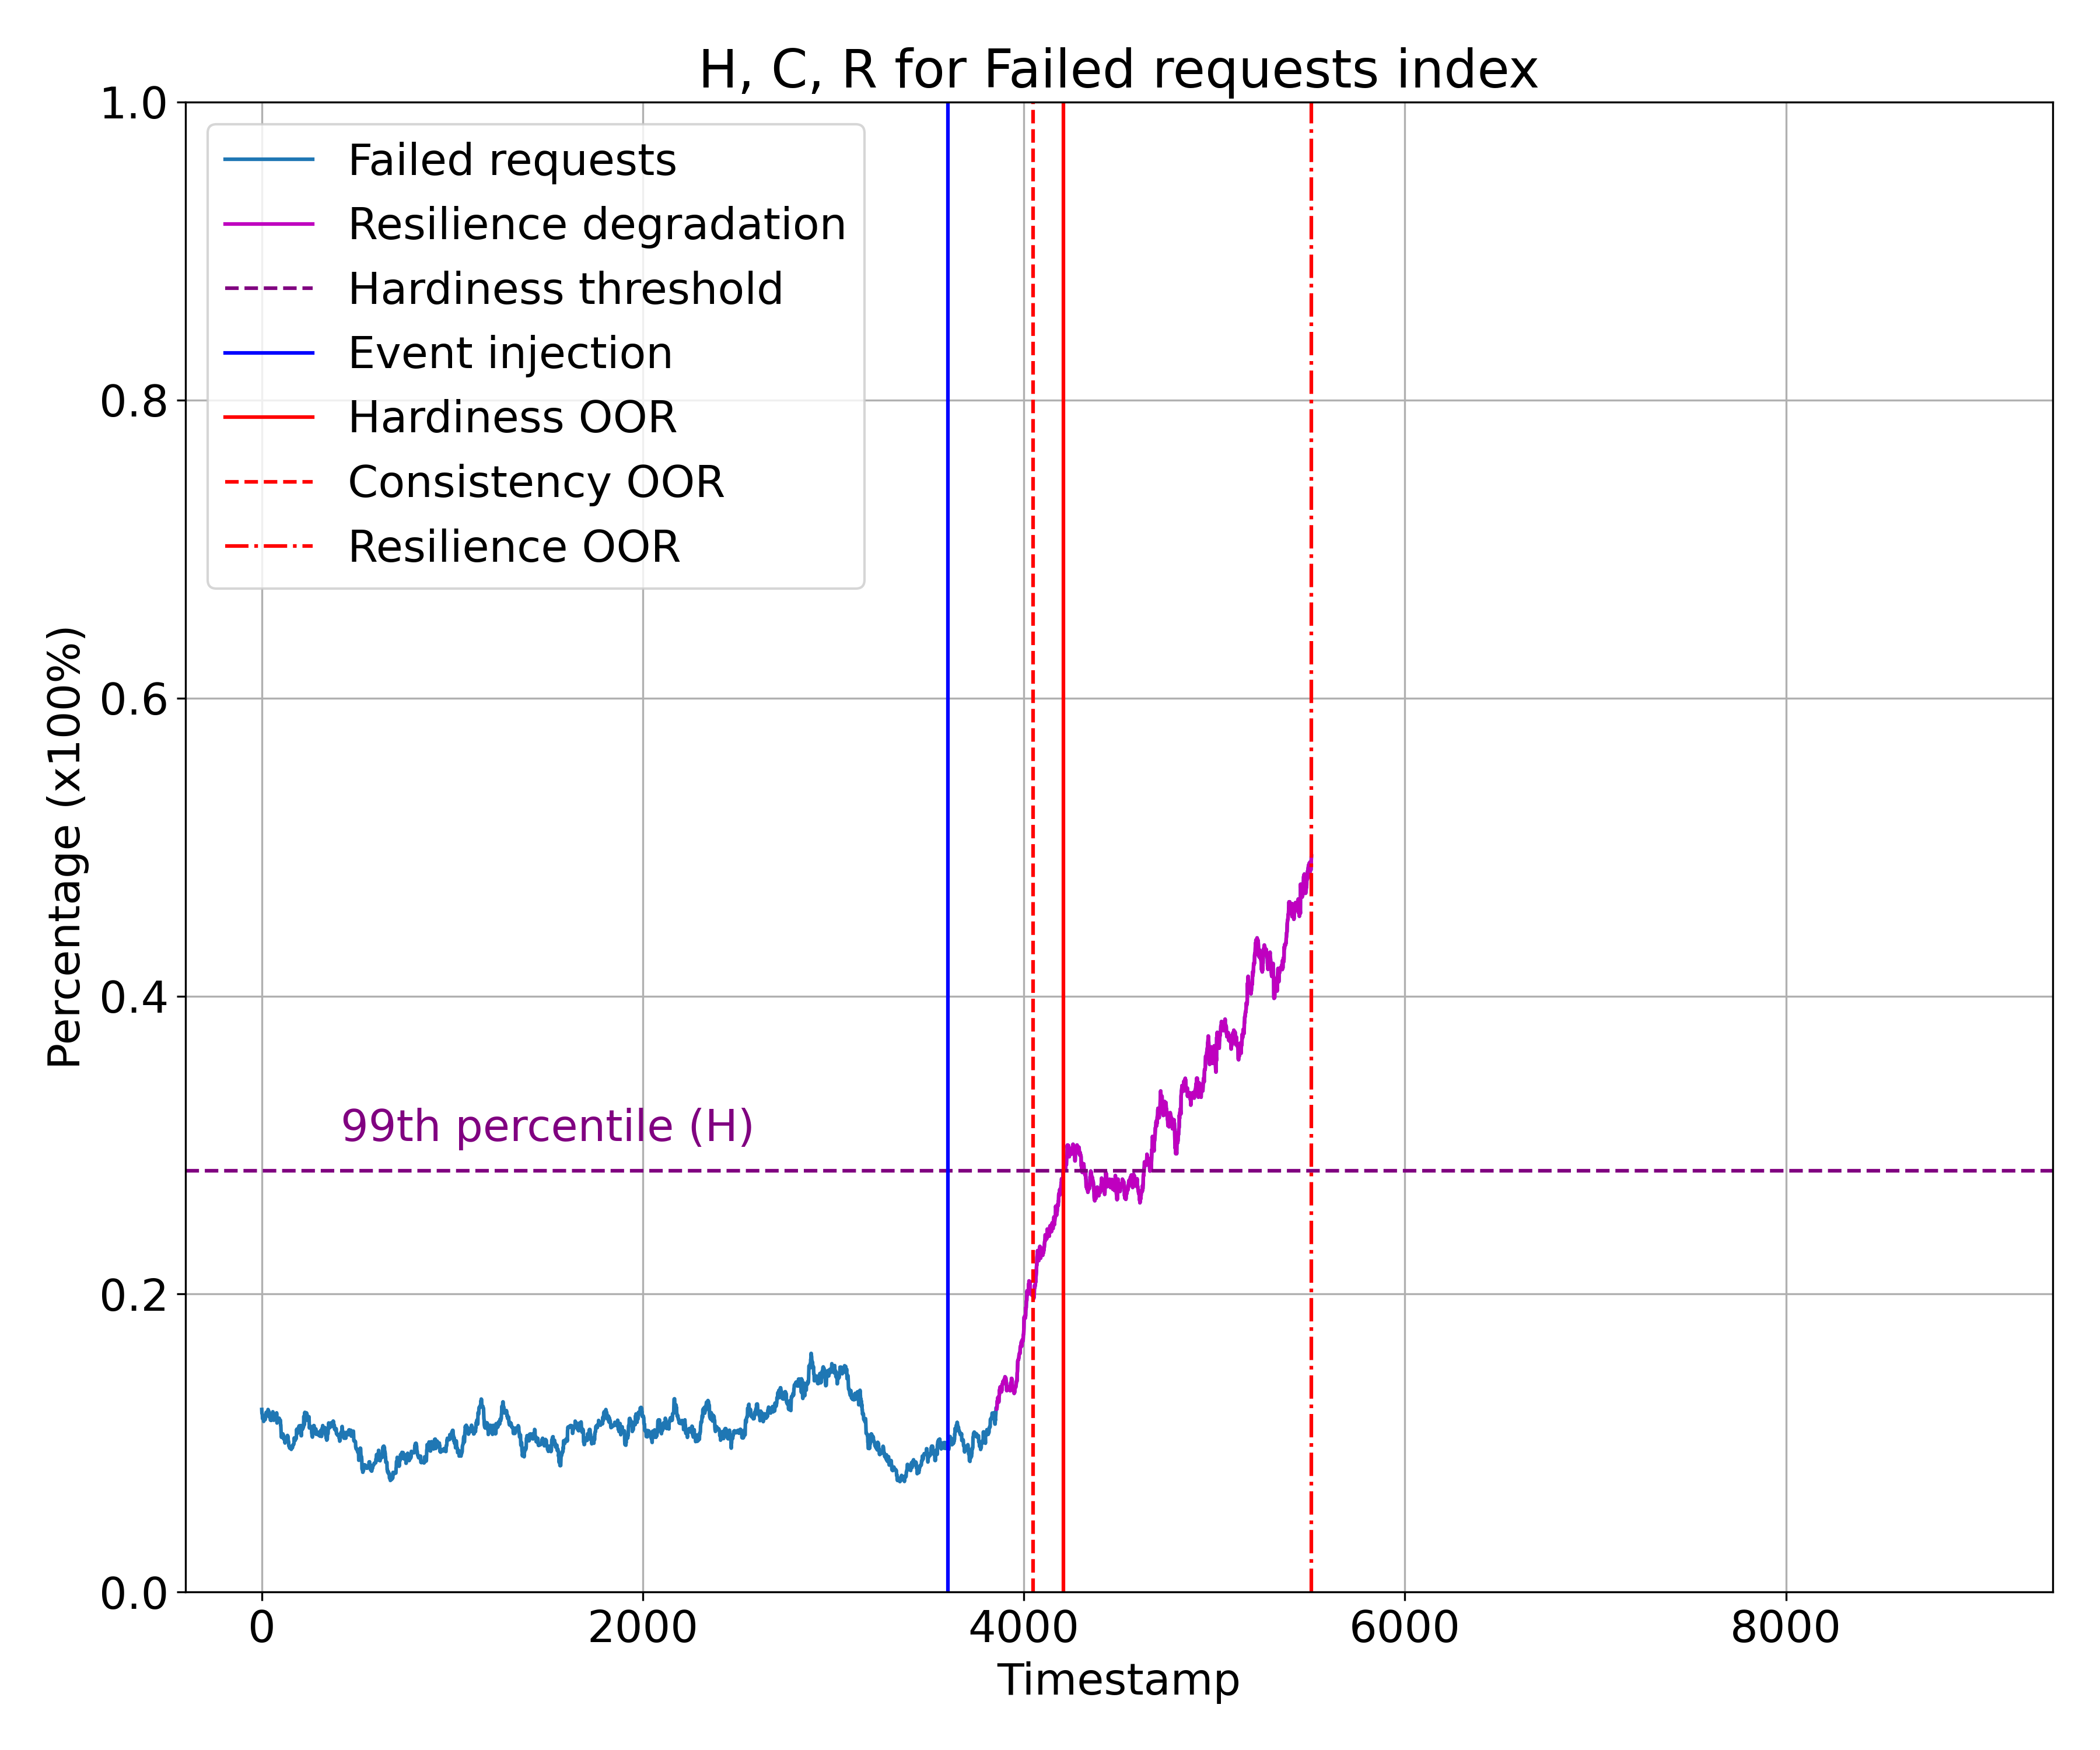 H, C, R for Failed requests index
1.0
0.8
0.6
0.4
0.2
0.0
Percentage (x100%)
Failed requests
Resilience degradation
Hardiness threshold
Event injection
Hardiness OOR
Consistency OOR
Resilience OOR
99th percentile (H)
0 2000 4000 6000 8000
Timestamp